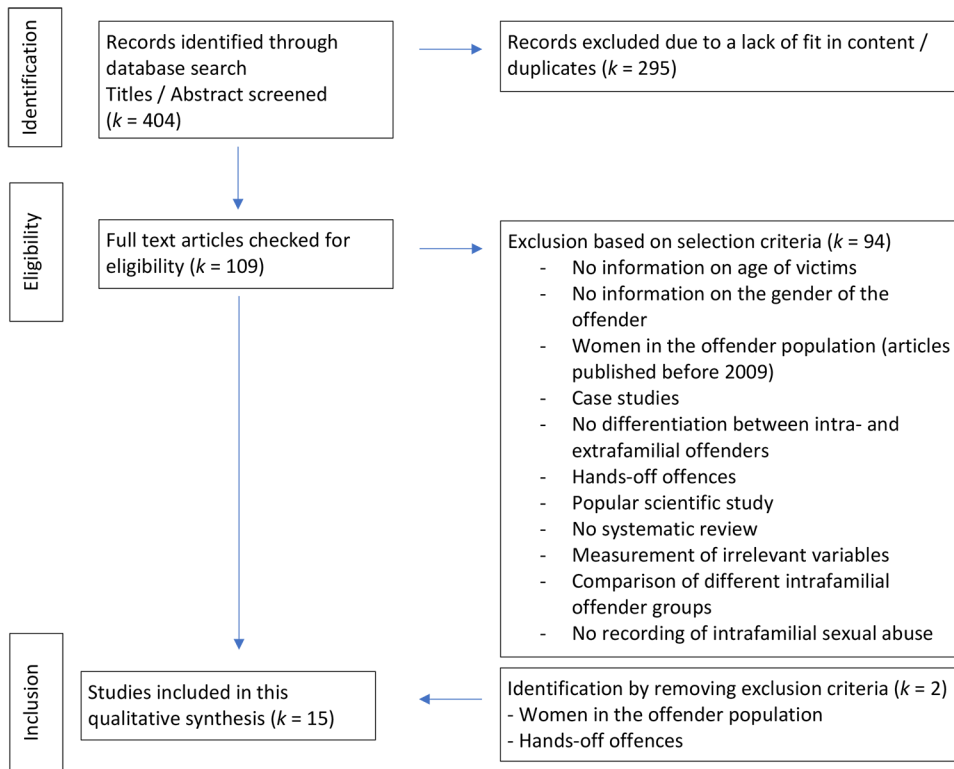 Identification
Records identified through
database search
Titles / Abstract screened
(k = 404)
Records excluded due to a lack of fit in content /
duplicates (k = 295)
Eligibility
Full text articles checked for
eligibility (k = 109)
Exclusion based on selection criteria (k = 94)
- No information on age of victims
- No information on the gender of the
offender
- Women in the offender population (articles
published before 2009)
- Case studies
- No differentiation between intra- and
extrafamilial offenders
- Hands-off offences
- Popular scientific study
- No systematic review
- Measurement of irrelevant variables
- Comparison of different intrafamilial
offender groups
- No recording of intrafamilial sexual abuse
Inclusion
Studies included in this
qualitative synthesis (k = 15)
Identification by removing exclusion criteria (k = 2)
- Women in the offender population
- Hands-off offences